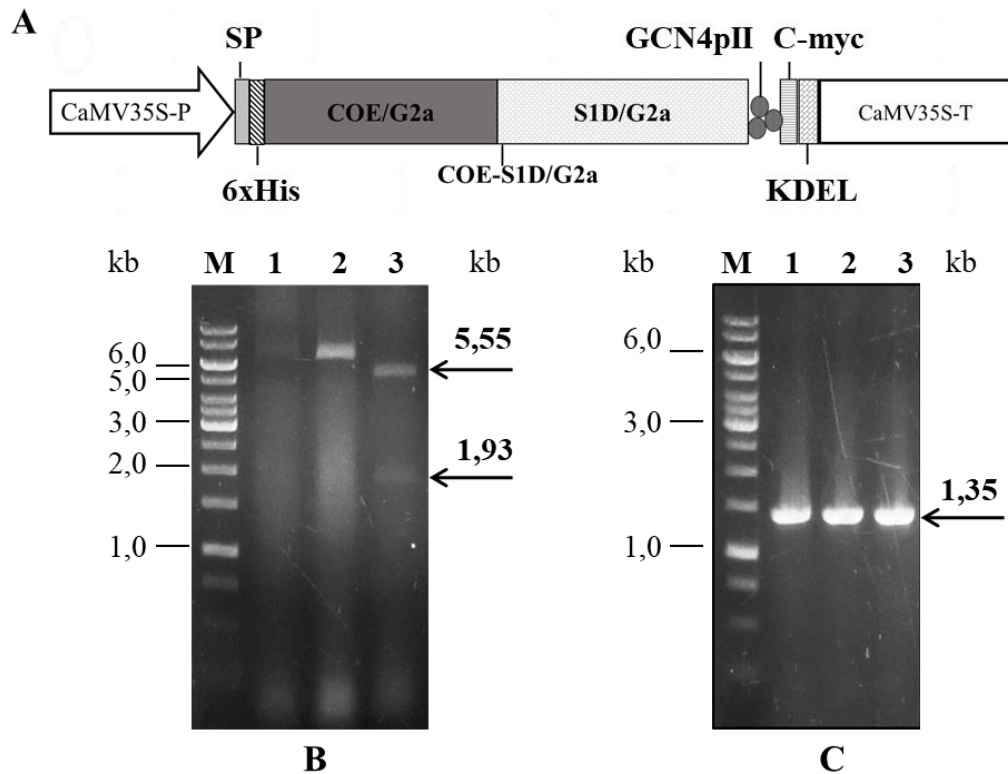 A
SP GCN4pII C-myc
CaMV35S-P COE/G2a S1D/G2a CaMV35S-T
COE-S1D/G2a
6xHis KDEL
kb M 1 2 3 kb kb M 1 2 3 kb
6,0 5,55 6,0
5,0
3,0 3,0
2,0 1,93
1,35
1,0 1,0
B C